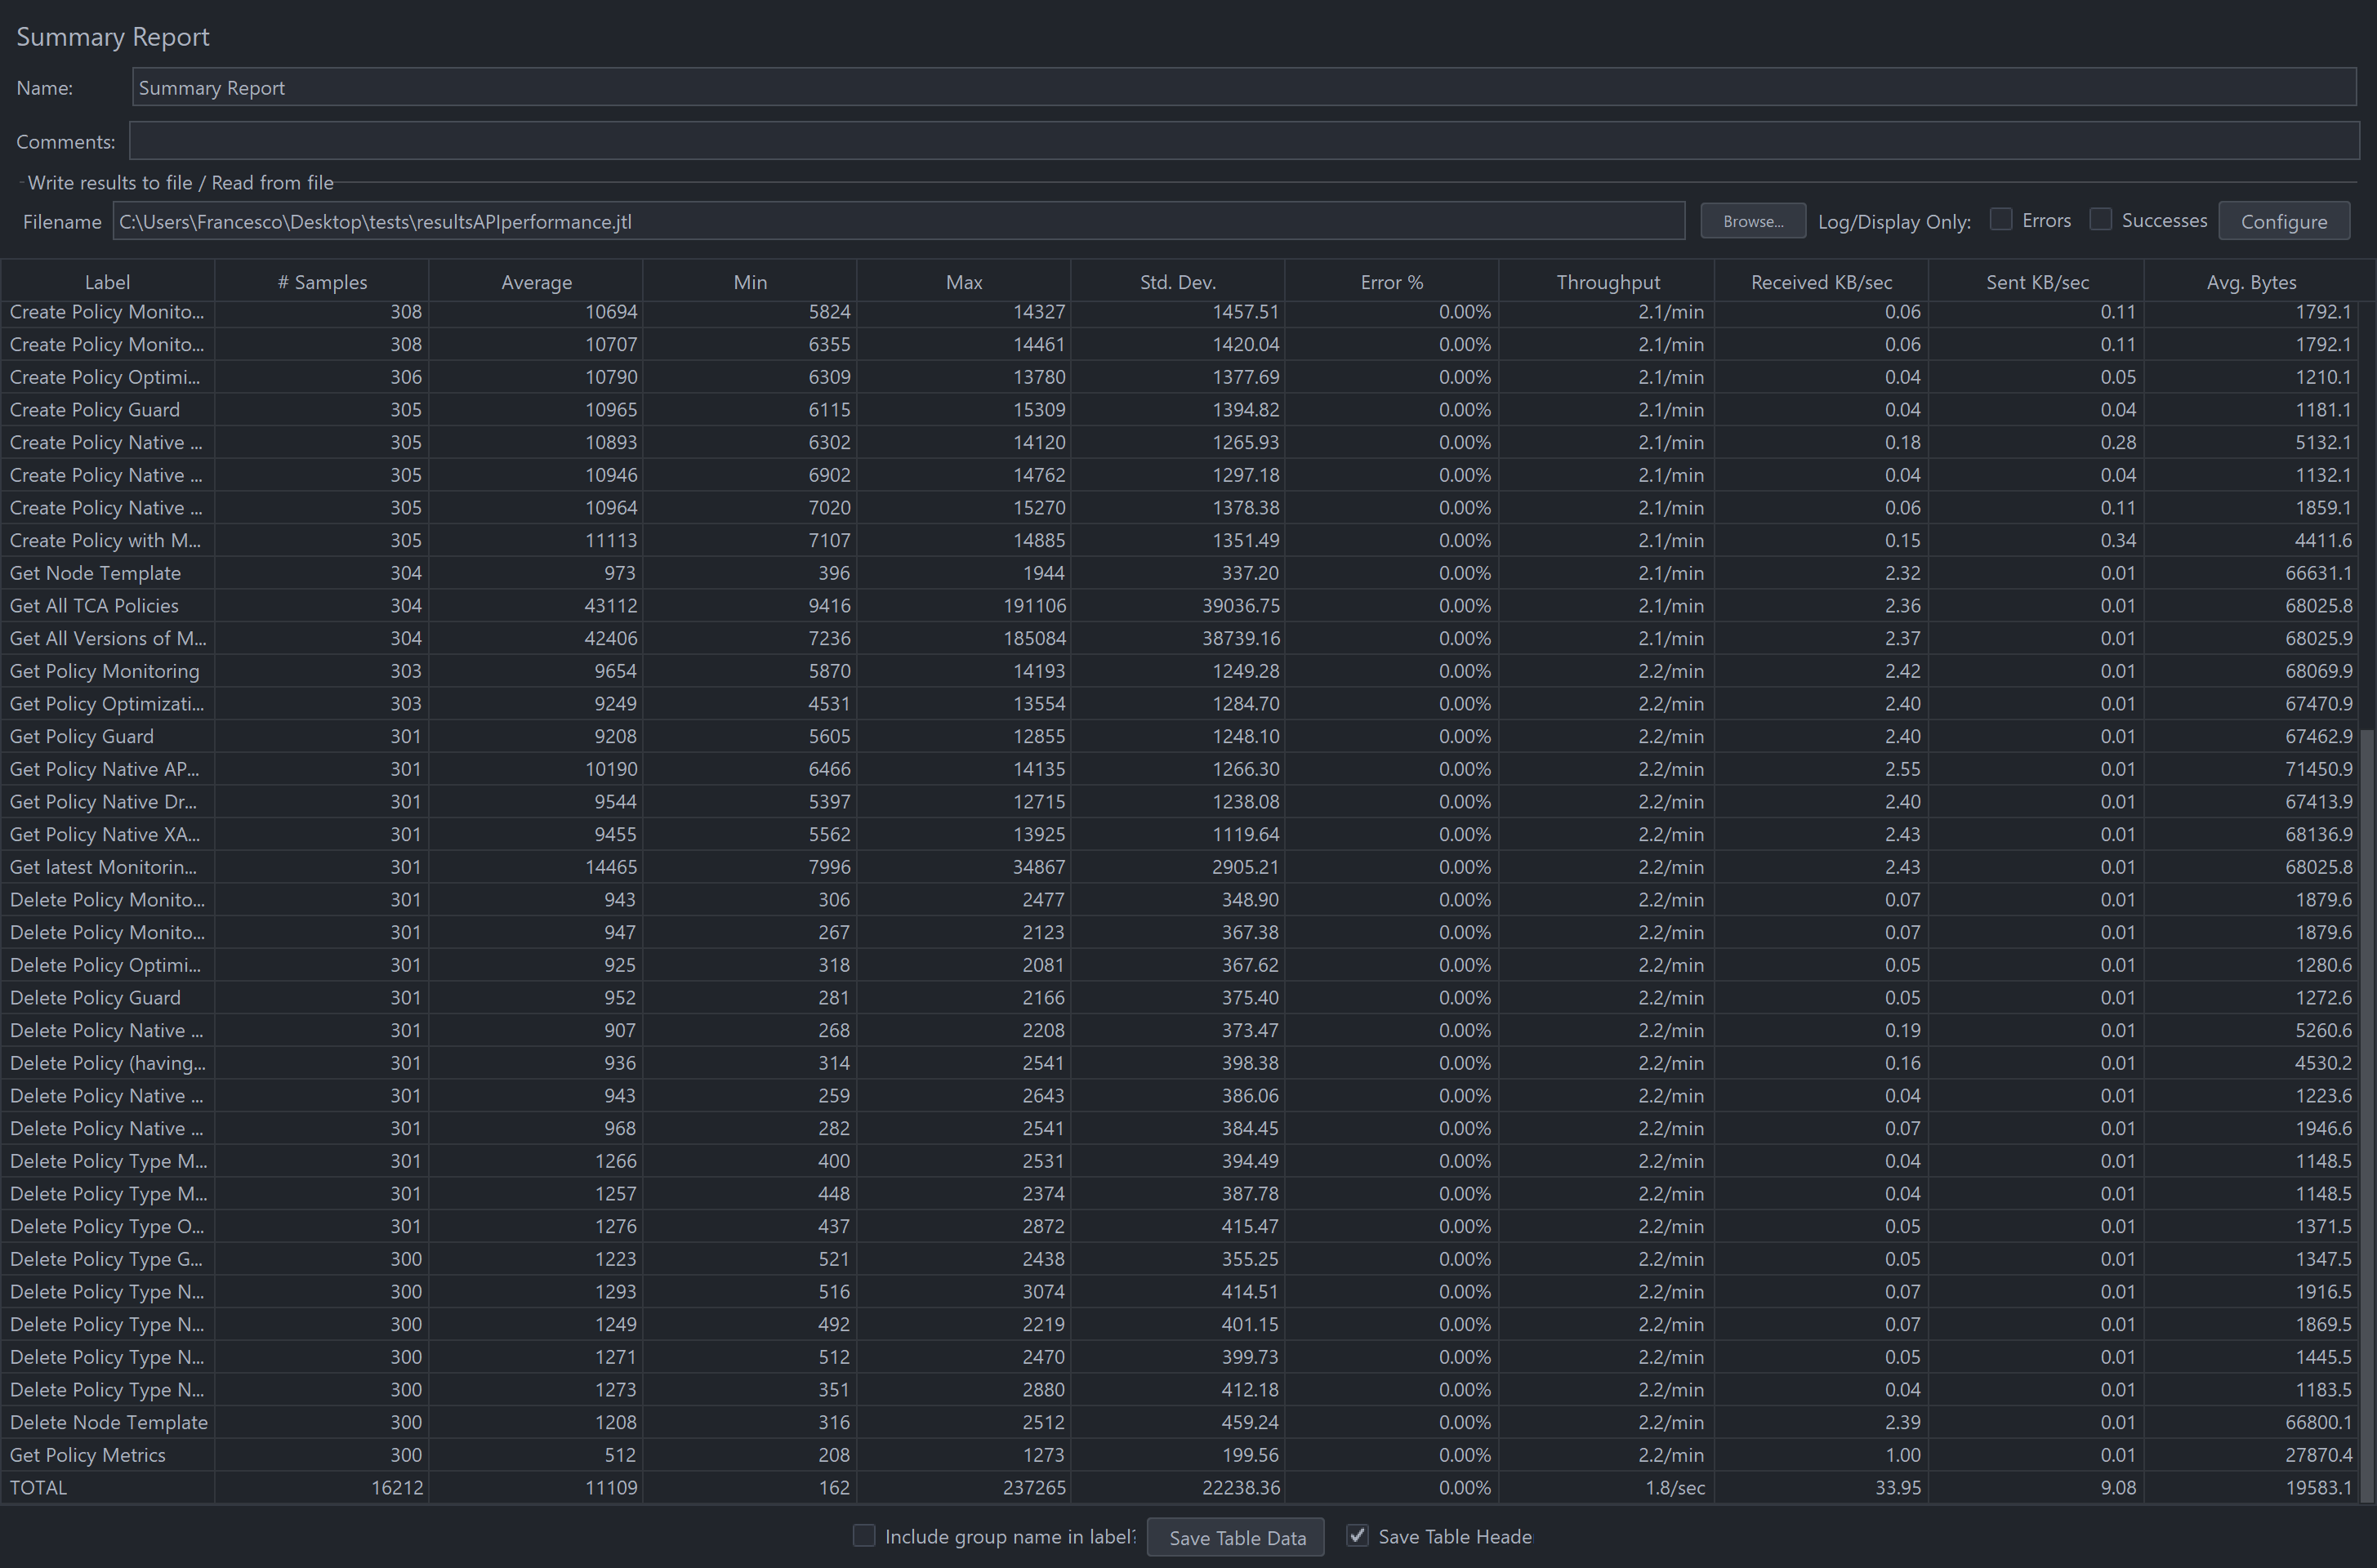 Summary Report
Name: Summary Report
Comments:
Write results to file / Read from file
Filename C:\Users\Francesco\Desktop\tests\resultsAPIperformance.jtl Browse... Log/Display Only: Errors Successes Configure
Label # Samples Average Min Max Std. Dev. Error % Throughput Received KB/sec Sent KB/sec Avg. Bytes
Create Policy Monito... 308 10694 5824 14327 1457.51 0.00% 2.1/min 0.06 0.11 1792.1
Create Policy Monito... 308 10707 6355 14461 1420.04 0.00% 2.1/min 0.06 0.11 1792.1
Create Policy Optimi... 306 10790 6309 13780 1377.69 0.00% 2.1/min 0.04 0.05 1210.1
Create Policy Guard 305 10965 6115 15309 1394.82 0.00% 2.1/min 0.04 0.04 1181.1
Create Policy Native ... 305 10893 6302 14120 1265.93 0.00% 2.1/min 0.18 0.28 5132.1
Create Policy Native ... 305 10946 6902 14762 1297.18 0.00% 2.1/min 0.04 0.04 1132.1
Create Policy Native ... 305 10964 7020 15270 1378.38 0.00% 2.1/min 0.06 0.11 1859.1
Create Policy with M... 305 11113 7107 14885 1351.49 0.00% 2.1/min 0.15 0.34 4411.6
Get Node Template 304 973 396 1944 337.20 0.00% 2.1/min 2.32 0.01 66631.1
Get All TCA Policies 304 43112 9416 191106 39036.75 0.00% 2.1/min 2.36 0.01 68025.8
Get All Versions of M... 304 42406 7236 185084 38739.16 0.00% 2.1/min 2.37 0.01 68025.9
Get Policy Monitoring 303 9654 5870 14193 1249.28 0.00% 2.2/min 2.42 0.01 68069.9
Get Policy Optimizati... 303 9249 4531 13554 1284.70 0.00% 2.2/min 2.40 0.01 67470.9
Get Policy Guard 301 9208 5605 12855 1248.10 0.00% 2.2/min 2.40 0.01 67462.9
Get Policy Native AP... 301 10190 6466 14135 1266.30 0.00% 2.2/min 2.55 0.01 71450.9
Get Policy Native Dr... 301 9544 5397 12715 1238.08 0.00% 2.2/min 2.40 0.01 67413.9
Get Policy Native XA... 301 9455 5562 13925 1119.64 0.00% 2.2/min 2.43 0.01 68136.9
Get latest Monitorin... 301 14465 7996 34867 2905.21 0.00% 2.2/min 2.43 0.01 68025.8
Delete Policy Monito... 301 943 306 2477 348.90 0.00% 2.2/min 0.07 0.01 1879.6
Delete Policy Monito... 301 947 267 2123 367.38 0.00% 2.2/min 0.07 0.01 1879.6
Delete Policy Optimi... 301 925 318 2081 367.62 0.00% 2.2/min 0.05 0.01 1280.6
Delete Policy Guard 301 952 281 2166 375.40 0.00% 2.2/min 0.05 0.01 1272.6
Delete Policy Native ... 301 907 268 2208 373.47 0.00% 2.2/min 0.19 0.01 5260.6
Delete Policy (having... 301 936 314 2541 398.38 0.00% 2.2/min 0.16 0.01 4530.2
Delete Policy Native ... 301 943 259 2643 386.06 0.00% 2.2/min 0.04 0.01 1223.6
Delete Policy Native ... 301 968 282 2541 384.45 0.00% 2.2/min 0.07 0.01 1946.6
Delete Policy Type M... 301 1266 400 2531 394.49 0.00% 2.2/min 0.04 0.01 1148.5
Delete Policy Type M... 301 1257 448 2374 387.78 0.00% 2.2/min 0.04 0.01 1148.5
Delete Policy Type O... 301 1276 437 2872 415.47 0.00% 2.2/min 0.05 0.01 1371.5
Delete Policy Type G... 300 1223 521 2438 355.25 0.00% 2.2/min 0.05 0.01 1347.5
Delete Policy Type N... 300 1293 516 3074 414.51 0.00% 2.2/min 0.07 0.01 1916.5
Delete Policy Type N... 300 1249 492 2219 401.15 0.00% 2.2/min 0.07 0.01 1869.5
Delete Policy Type N... 300 1271 512 2470 399.73 0.00% 2.2/min 0.05 0.01 1445.5
Delete Policy Type N... 300 1273 351 2880 412.18 0.00% 2.2/min 0.04 0.01 1183.5
Delete Node Template 300 1208 316 2512 459.24 0.00% 2.2/min 2.39 0.01 66800.1
Get Policy Metrics 300 512 208 1273 199.56 0.00% 2.2/min 1.00 0.01 27870.4
TOTAL 16212 11109 162 237265 22238.36 0.00% 1.8/sec 33.95 9.08 19583.1
Include group name in label? Save Table Data Save Table Heade